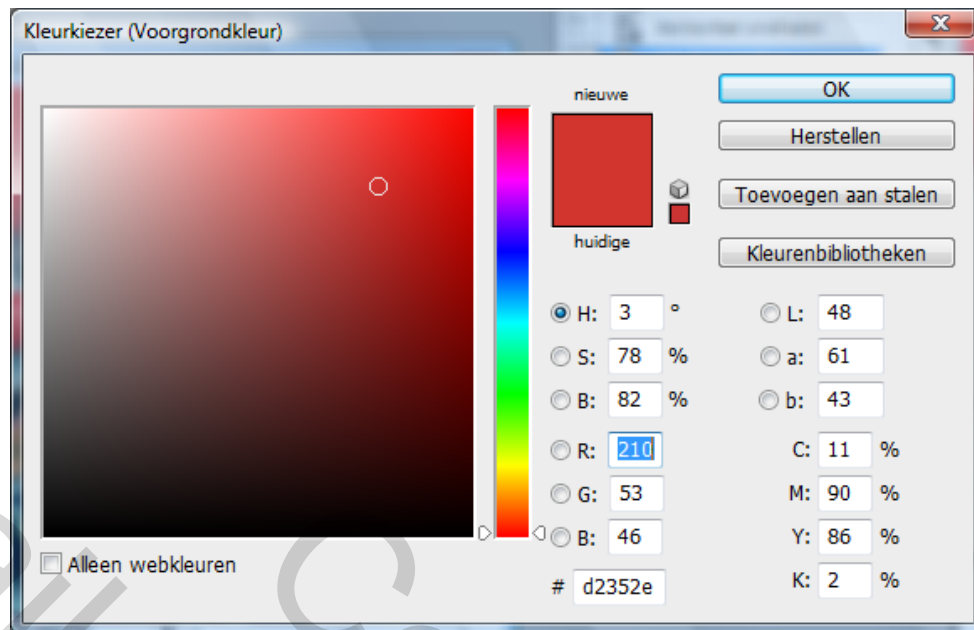 Kleurkiezer (Voorgrondkleur)
nieuwe
huidige
OK
Herstellen
Toevoegen aan stalen
Kleurenbibliotheken
H: 3 °
L: 48
S: 78 %
a: 61
B: 82 %
b: 43
R: 210
C: 11 %
G: 53
M: 90 %
B: 46
Y: 86 %
# d2352e
K: 2 %
Alleen webkleuren